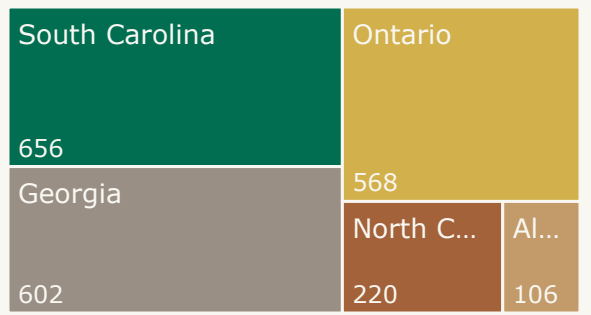 South Carolina
656
Georgia
602
Ontario
568
North C...
220
Al...
106